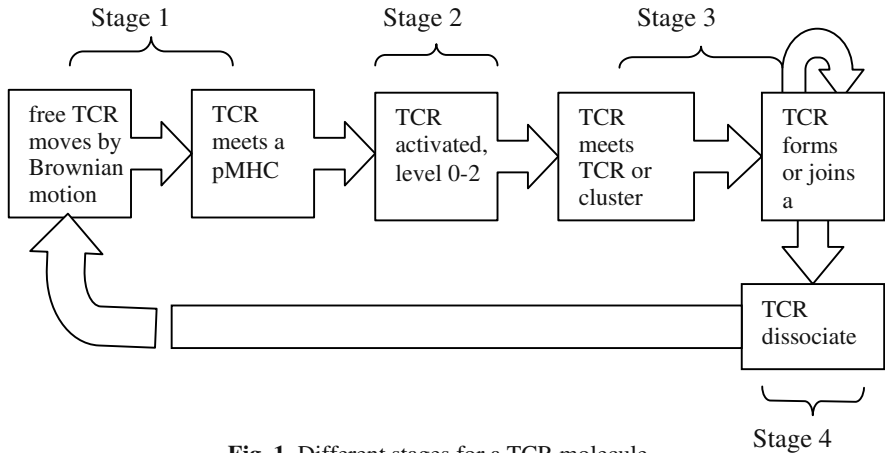 Stage 1
Stage 2
Stage 3
free TCR
moves by
Brownian
motion
TCR
meets a
pMHC
TCR
activated,
level 0-2
TCR
meets
TCR or
cluster
TCR
forms
or joins
a
TCR
dissociate
Stage 4
Fig. 1. Different stages for a TCR molecule